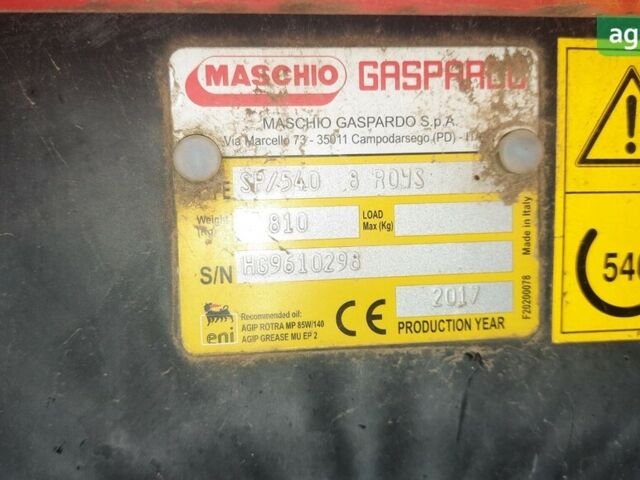 ag
MASCHIO GASPARDO
MASCHIO GASPARDO S.p.A.
Via Marcello 73 - 35011 Campodarsego (PD) -
SP/540 8 ROWS
Weight (Kg) 810 LOAD Max (Kg)
S/N HG9610298
2017
PRODUCTION YEAR
CE
eni
Recommended oil:
AGIP ROTRA MP 85W/140
AGIP GREASE MU EP 2
Made in Italy
F20200078
540